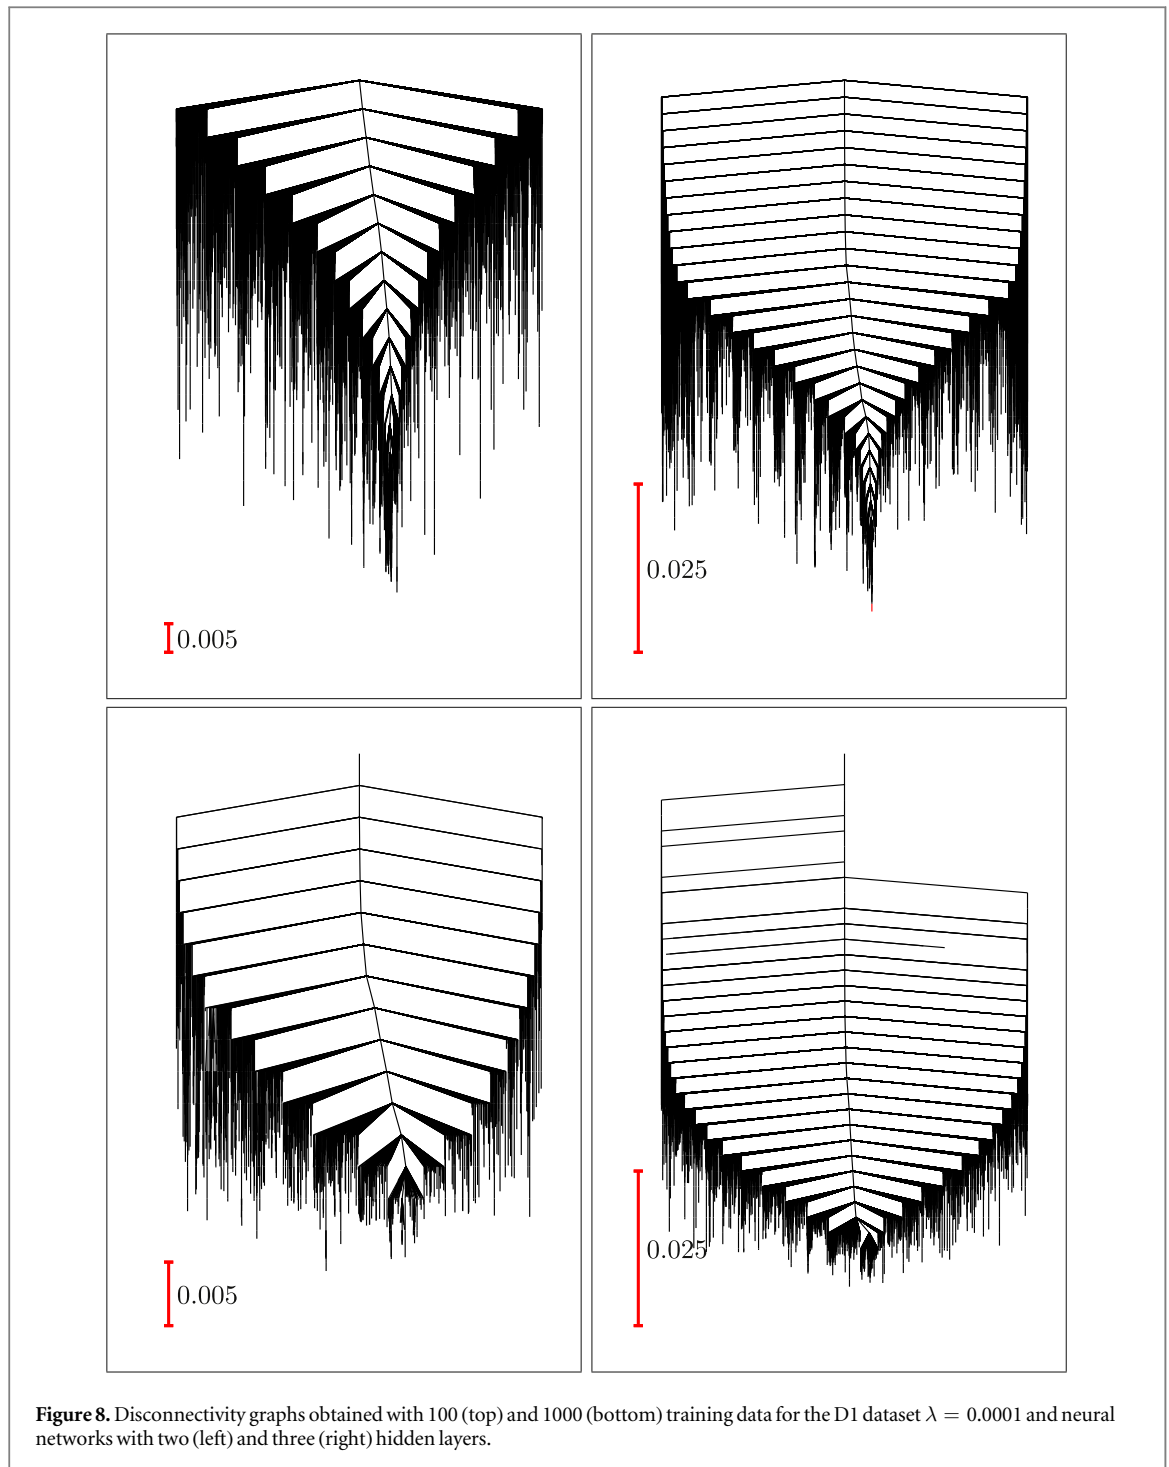 0.005
0.025
0.005
0.025
Figure 8. Disconnectivity graphs obtained with 100 (top) and 1000 (bottom) training data for the D1 dataset λ = 0.0001 and neural
networks with two (left) and three (right) hidden layers.